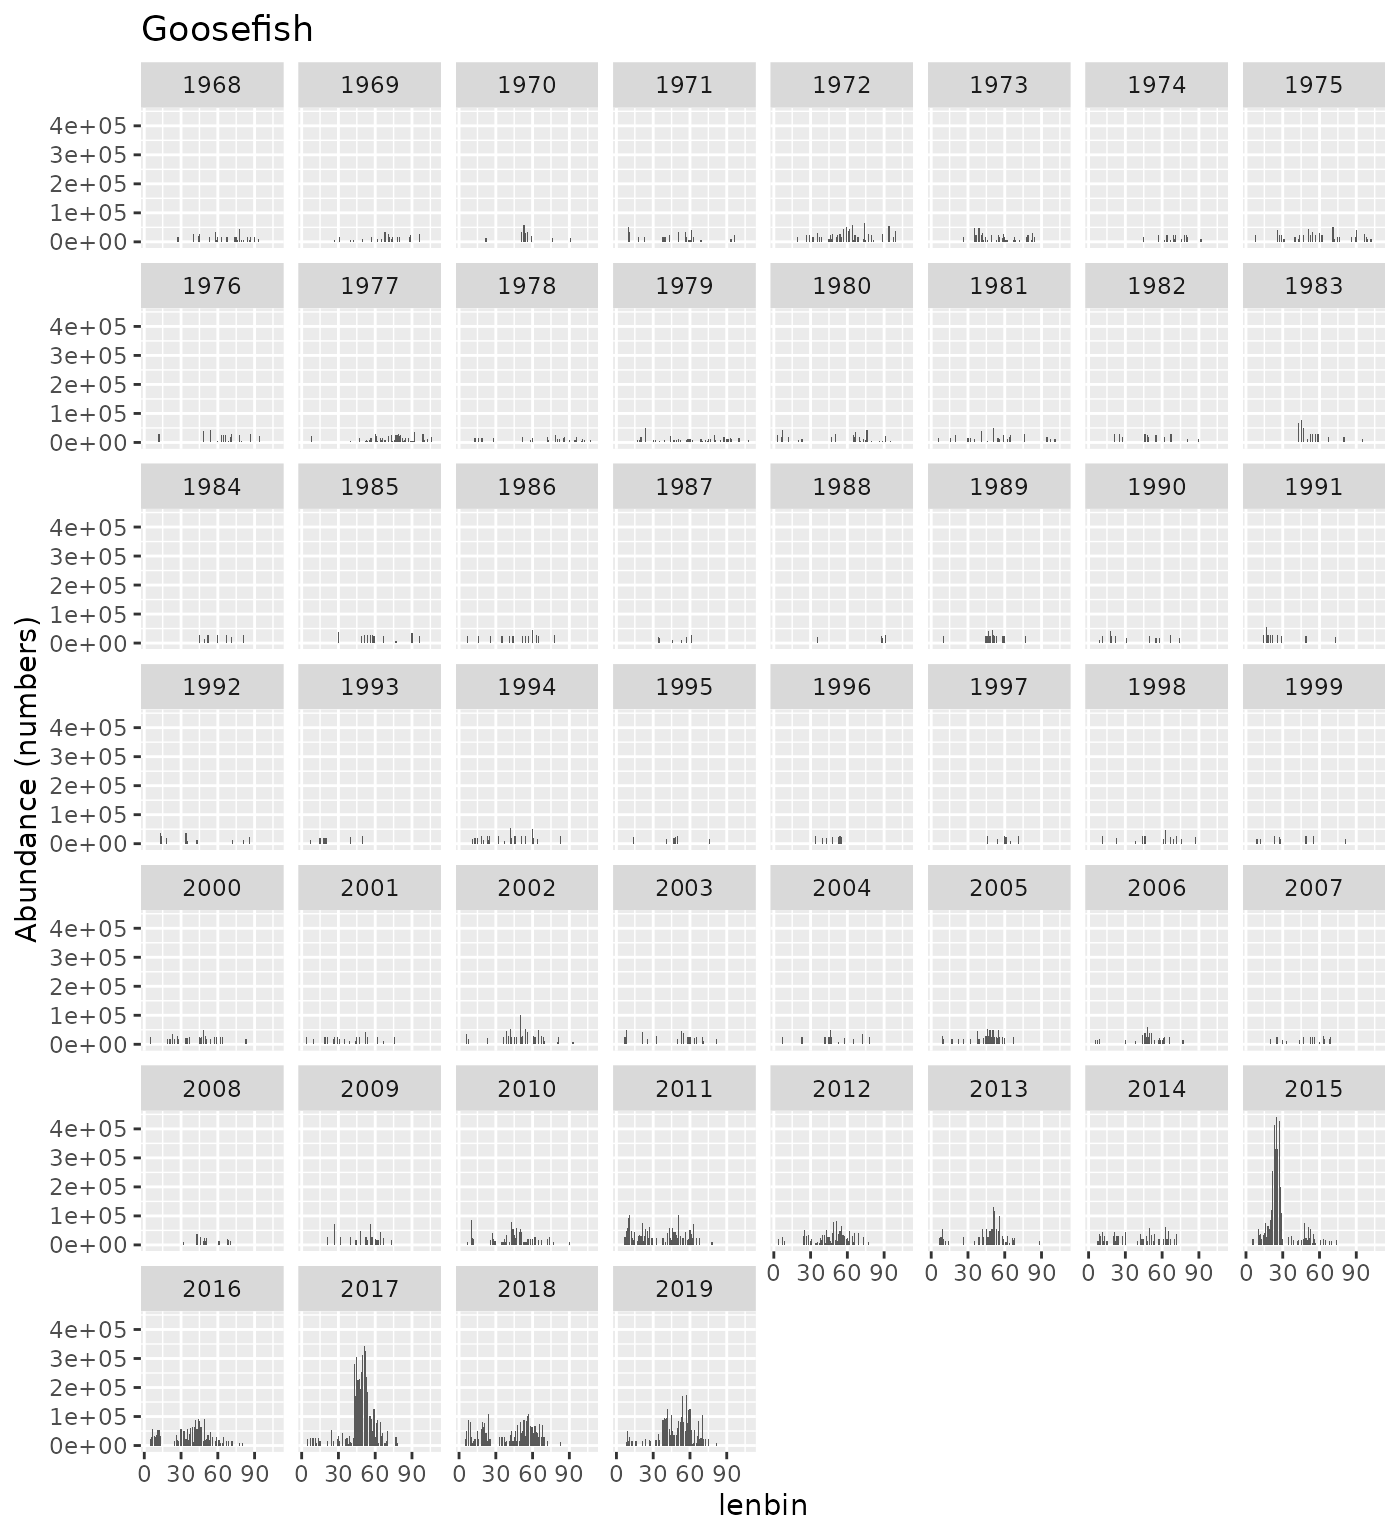 Goosefish
1968 1969 1970 1971 1972 1973 1974 1975
4e+05
3e+05
2e+05
1e+05
0e+00
1976 1977 1978 1979 1980 1981 1982 1983
4e+05
3e+05
2e+05
1e+05
0e+00
1984 1985 1986 1987 1988 1989 1990 1991
4e+05
3e+05
2e+05
1e+05
0e+00
Abundance (numbers)
1992 1993 1994 1995 1996 1997 1998 1999
4e+05
3e+05
2e+05
1e+05
0e+00
2000 2001 2002 2003 2004 2005 2006 2007
4e+05
3e+05
2e+05
1e+05
0e+00
2008 2009 2010 2011 2012 2013 2014 2015
4e+05
3e+05
2e+05
1e+05
0e+00
0 30 60 90 0 30 60 90 0 30 60 90 0 30 60 90
2016 2017 2018 2019
4e+05
3e+05
2e+05
1e+05
0e+00
0 30 60 90 0 30 60 90 0 30 60 90 0 30 60 90
lenbin